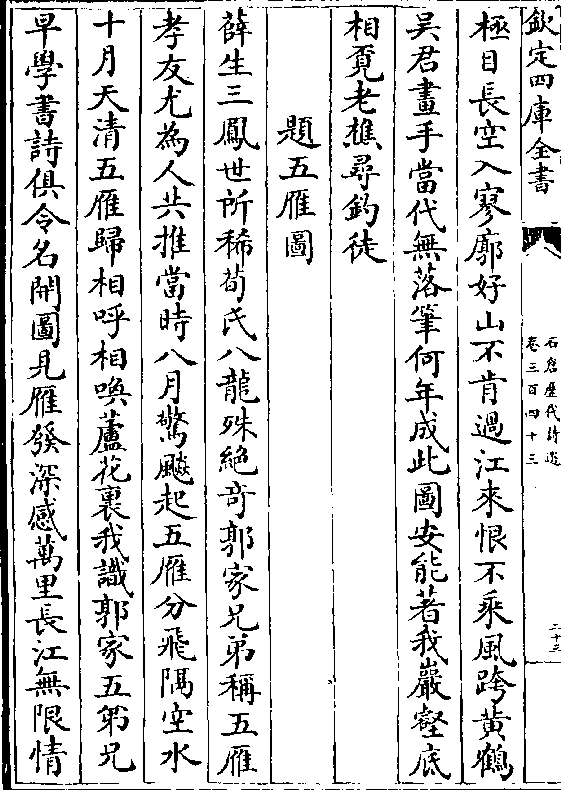 欽定四庫全書
石倉歷代詩選
卷三百四十三
二十三
極目長空入寥廓好山不肯過江來恨不乘風跨黃鶴
吳君畫手當代無落筆何年成此圖安能著我巖壑底
相覔老樵尋釣徒
題五雁圖
薛生三鳳世所稀荀氏八龍殊絶竒郭家兄弟稱五雁
孝友尤為人共推當時八月驚飈起五雁分飛隔空水
十月天清五雁歸相呼相喚蘆花裏我識郭家五弟兄
早學書詩俱令名開圖見雁發深感萬里長江無限情